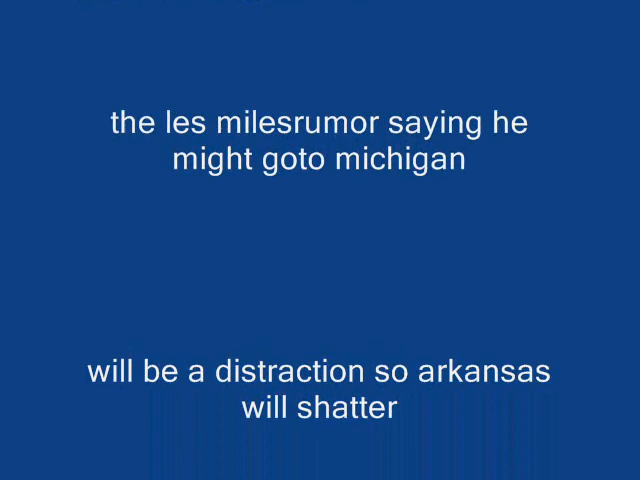 the les milesrumor saying he
might goto michigan
will be a distraction so arkansas
will shatter